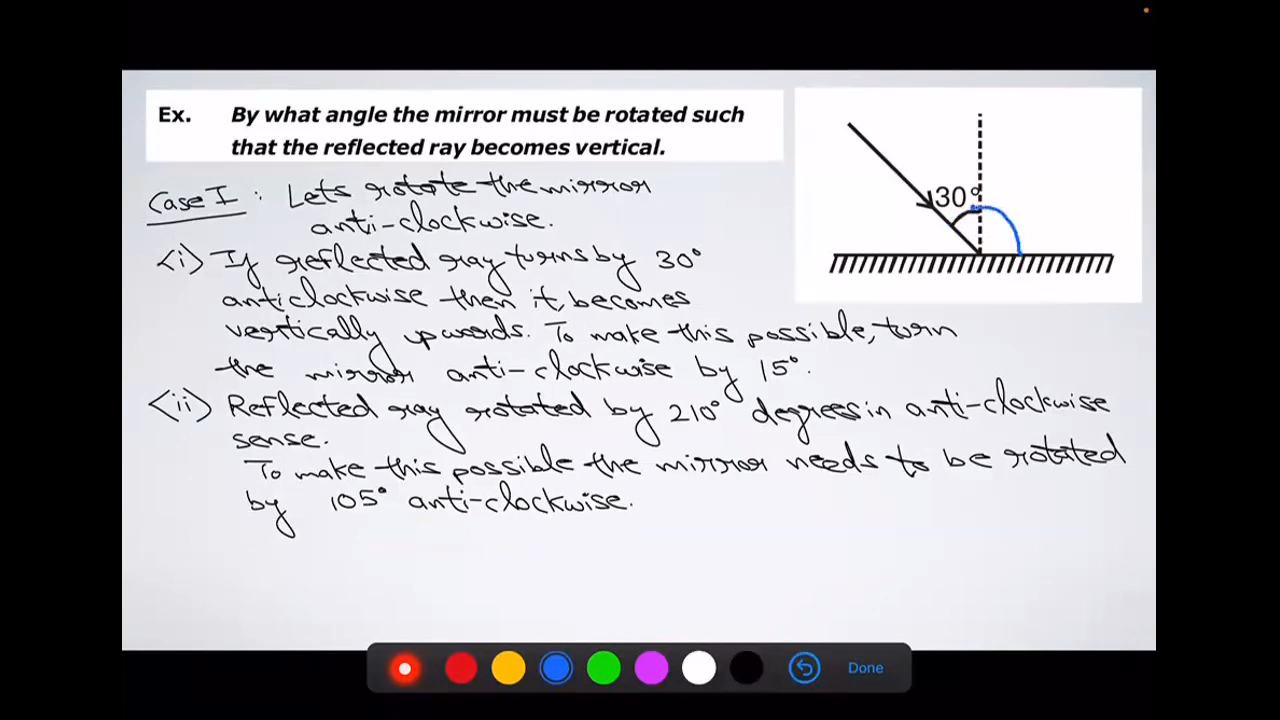 Ex. By what angle the mirror must be rotated such
that the reflected ray becomes vertical.
30°
Case I : Lets rotate the mirror
anti-clockwise.
<i) If reflected ray turns by 30°
anticlockwise then it, becomes
vertically upwords. To make this possible, turn
the mirror anti-clockwise by 15°.
<ii) Reflected ray rotated by 210° degrees in anti-clockwise
sense.
To make this possible the mirror needs to be rotated
by 105° anti-clockwise.
Done